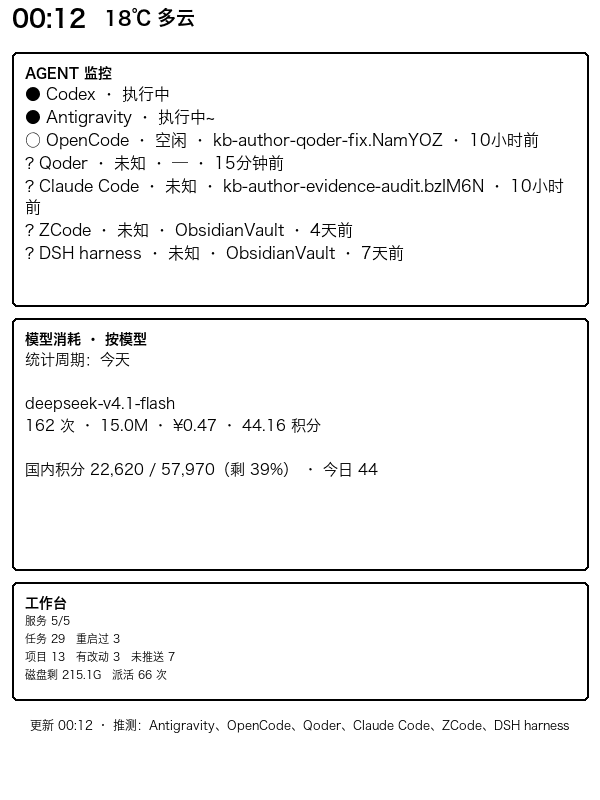 00:12 18℃ 多云
AGENT 监控
● Codex · 执行中
● Antigravity · 执行中~
○ OpenCode · 空闲 · kb-author-qoder-fix.NamYOZ · 10小时前
? Qoder · 未知 · — · 15分钟前
? Claude Code · 未知 · kb-author-evidence-audit.bzIM6N · 10小时
前
? ZCode · 未知 · ObsidianVault · 4天前
? DSH harness · 未知 · ObsidianVault · 7天前
模型消耗 · 按模型
统计周期：今天
deepseek-v4.1-flash
162 次 · 15.0M · ¥0.47 · 44.16 积分
国内积分 22,620 / 57,970（剩 39%） · 今日 44
工作台
服务 5/5
任务 29 重启过 3
项目 13 有改动 3 未推送 7
磁盘剩 215.1G 派活 66 次
更新 00:12 · 推测：Antigravity、OpenCode、Qoder、Claude Code、ZCode、DSH harness